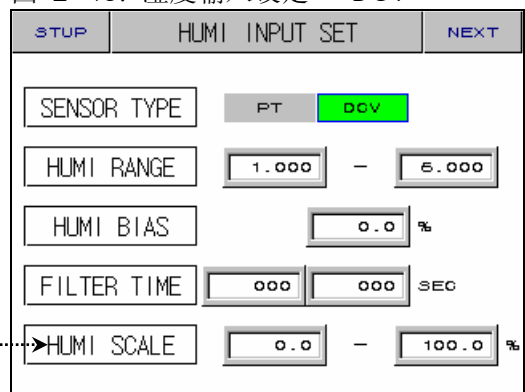 STUP HUMI INPUT SET NEXT
SENSOR TYPE PT DCV
HUMI RANGE 1.000 - 5.000
HUMI BIAS 0.0 %
FILTER TIME 000 000 SEC
HUMI SCALE 0.0 - 100.0 %